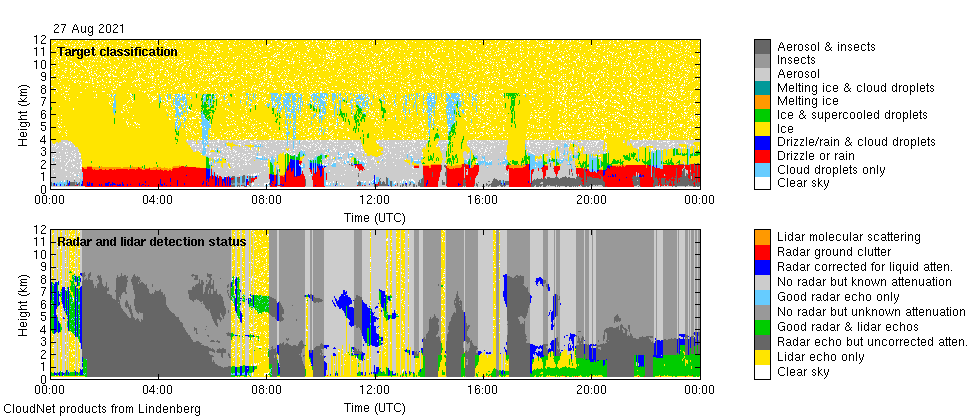 27 Aug 2021
Target classification
Height (km)
12
11
10
9
8
7
6
5
4
3
2
1
0
00:00 04:00 08:00 12:00 16:00 20:00 00:00
Time (UTC)
Aerosol & insects
Insects
Aerosol
Melting ice & cloud droplets
Melting ice
Ice & supercooled droplets
Ice
Drizzle/rain & cloud droplets
Drizzle or rain
Cloud droplets only
Clear sky
Radar and lidar detection status
Height (km)
12
11
10
9
8
7
6
5
4
3
2
1
0
00:00 04:00 08:00 12:00 16:00 20:00 00:00
Time (UTC)
Lidar molecular scattering
Radar ground clutter
Radar corrected for liquid atten.
No radar but known attenuation
Good radar echo only
No radar but unknown attenuation
Good radar & lidar echos
Radar echo but uncorrected atten.
Lidar echo only
Clear sky
CloudNet products from Lindenberg